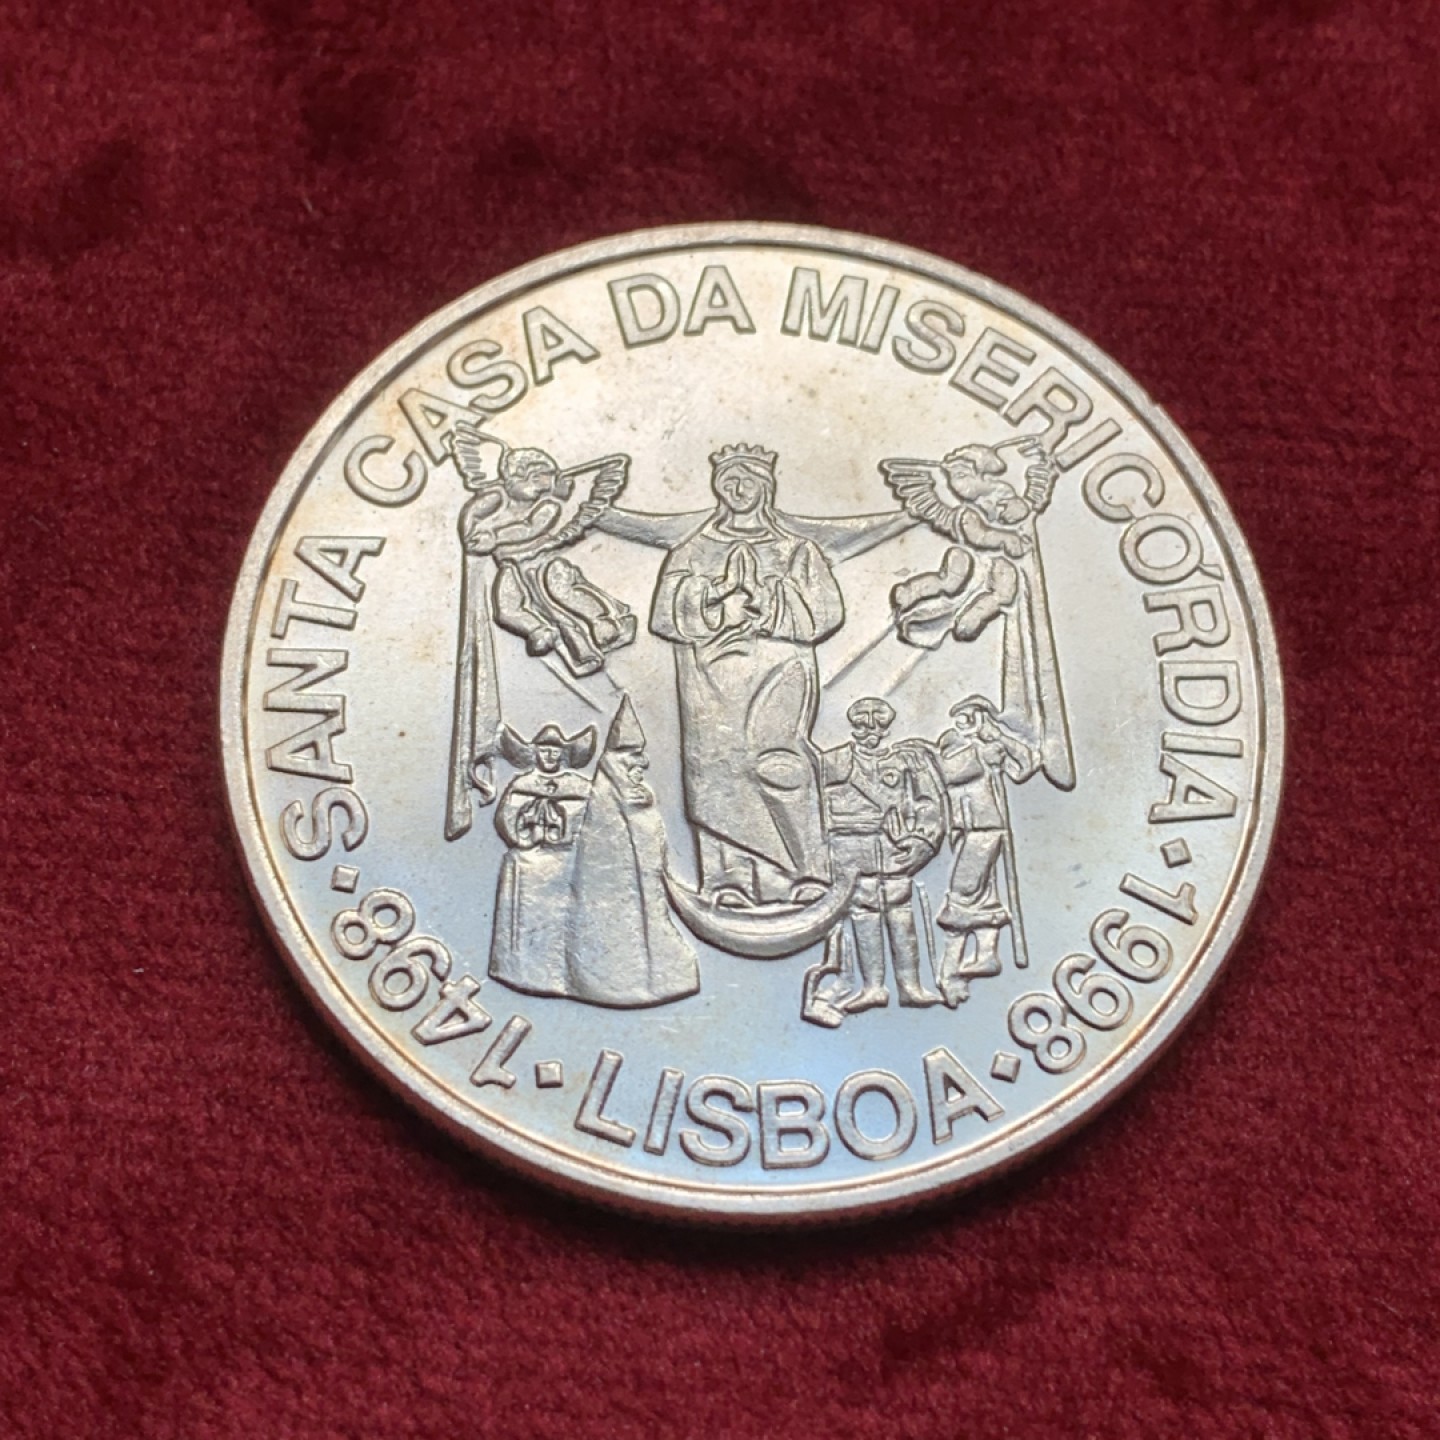 SANTA CASA DA MISERICÓRDIA · 1998 ·
1498 · LISBOA ·